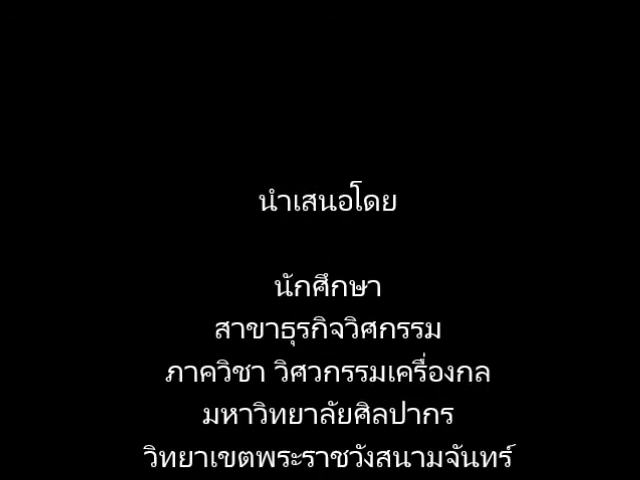 นำเสนอโดย
นักศึกษา
สาขาธุรกิจวิศกรรม
ภาควิชา วิศวกรรมเครื่องกล
มหาวิทยาลัยศิลปากร
วิทยาเขตพระราชวังสนามจันทร์